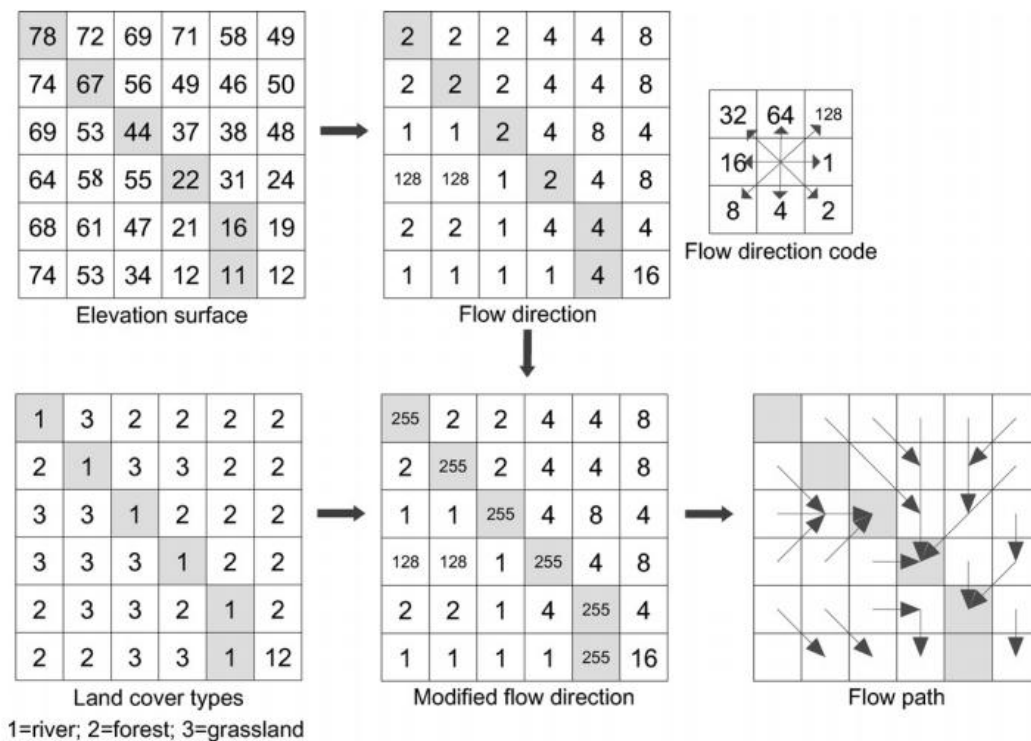 78 72 69 71 58 49
74 67 56 49 46 50
69 53 44 37 38 48
64 58 55 22 31 24
68 61 47 21 16 19
74 53 34 12 11 12
Elevation surface
2 2 2 4 4 8
2 2 2 4 4 8
1 1 2 4 8 4
128 128 1 2 4 8
2 2 1 4 4 4
1 1 1 1 4 16
Flow direction
32 64 128
16 1
8 4 2
Flow direction code
1 3 2 2 2 2
2 1 3 3 2 2
3 3 1 2 2 2
3 3 3 1 2 2
2 3 3 2 1 2
2 2 3 3 1 12
Land cover types
1=river; 2=forest; 3=grassland
255 2 2 4 4 8
2 255 2 4 4 8
1 1 255 4 8 4
128 128 1 255 4 8
2 2 1 4 255 4
1 1 1 1 255 16
Modified flow direction
Flow path